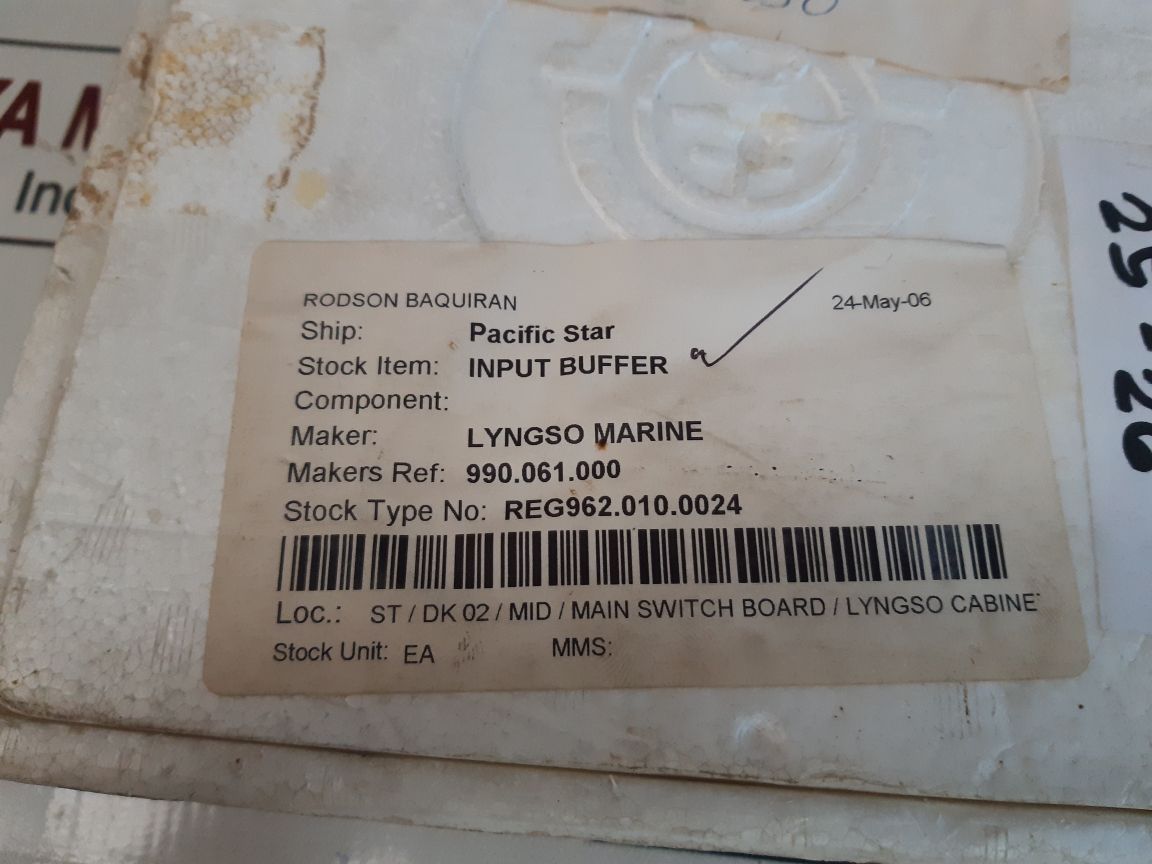 RODSON BAQUIRAN 24-May-06
Ship: Pacific Star
Stock Item: INPUT BUFFER
Component:
Maker: LYNGSO MARINE
Makers Ref: 990.061.000
Stock Type No: REG962.010.0024
Loc.: ST / DK 02 / MID / MAIN SWITCH BOARD / LYNGSO CABINE
Stock Unit: EA MMS: